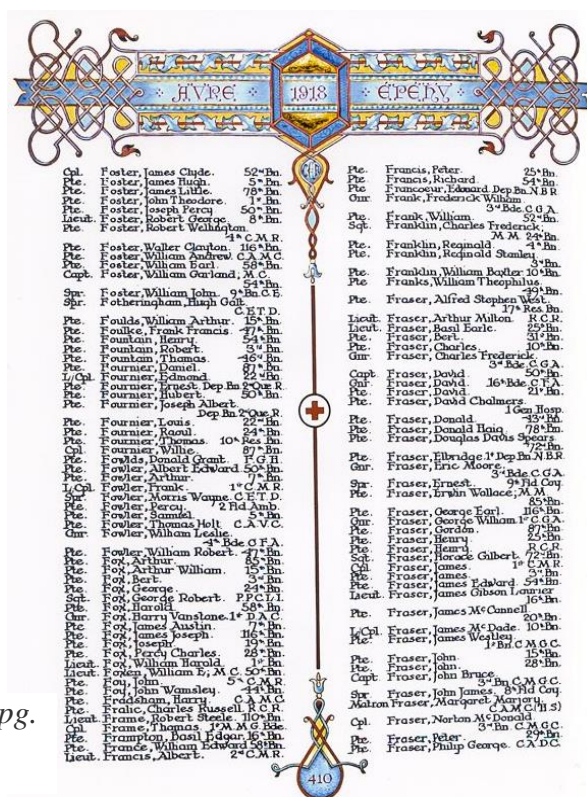 AVRE 1918 ÉPÉHY
Cpl. Foster, James Clyde. 52nd Bn.
Pte. Foster, James Hugh. 5th Bn.
Pte. Foster, James Little. 78th Bn.
Pte. Foster, John Theodore. 1st Bn.
Pte. Foster, Joseph Percy 50th Bn.
Lieut. Foster, Robert George 8th Bn.
Pte. Foster, Robert Wellington.
4th C.M.R.
Pte. Foster, Walter Clayton. 116th Bn.
Pte. Foster, William Andrew. C.A.M.C.
Pte. Foster, William Earl. 58th Bn.
Capt. Foster, William Garland; M.C.
54th Bn.
Spr. Foster, William John. 9th Bn. C.E.
Spr. Fotheringham, Hugh Galt.
C.E.T.D.
Pte. Foulds, William Arthur. 15th Bn.
Pte. Foulke, Frank Francis. 47th Bn.
Pte. Fountain, Henry. 54th Bn.
Pte. Fountain, Robert. 3rd Bn.
Pte. Fountain, Thomas. 46th Bn.
Pte. Fournier, Daniel. 87th Bn.
L/Cpl. Fournier, Edmond. 22nd Bn.
Pte. Fournier, Ernest. Dep. Bn. 2nd Que. R.
Pte. Fournier, Hubert. 50th Bn.
Pte. Fournier, Joseph Albert
Dep. Bn. 2nd Que. R.
Pte. Fournier, Louis. 22nd Bn.
Pte. Fournier, Raoul. 24th Bn.
Pte. Fournier, Thomas. 10th Res. Bn.
Cpl. Fournier, Willie. 87th Bn.
Pte. Fowlds, Donald Grant. F.G.H.
Pte. Fowler, Albert Edward. 50th Bn.
Pte. Fowler, Arthur. 7th Bn.
L/Cpl. Fowler, Frank. 1st C.M.R.
Spr. Fowler, Morris Wayne. C.E.T.D.
Pte. Fowler, Percy. 2 Fld. Amb.
Pte. Fowler, Samuel. 5th Bn.
Pte. Fowler, Thomas Holt. C.A.V.C.
Gnr. Fowler, William Leslie.
4th Bde. C.F.A.
Pte. Fowler, William Robert. 47th Bn.
Pte. Fox, Arthur. 85th Bn.
Pte. Fox, Arthur William. 15th Bn.
Pte. Fox, Bert. 3rd Bn.
Pte. Fox, George. 24th Bn.
Sgt. Fox, George Robert. P.P.C.L.I.
Pte. Fox, Harold. 58th Bn.
Gnr. Fox, Harry Vanstane. 1st D.A.C.
Pte. Fox, James Austin. 7th Bn.
Pte. Fox, James Joseph. 116th Bn.
Pte. Fox, Joseph. 19th Bn.
Pte. Fox, Percy Charles. 28th Bn.
Lieut. Fox, William Harold. 1st Bn.
Lieut. Foxen, William E; M.C. 50th Bn.
Pte. Foy, John. 5th C.M.R.
Pte. Foy, John Wamsley. 44th Bn.
Pte. Fradsham, Harry. C.A.M.C.
Pte. Fralic, Charles Russell. R.C.R.
Lieut. Frame, Robert Steele. 110th Bn.
Cpl. Frame, Thomas. 1st M.M.G. Bde.
Pte. Frampton, Basil Edgar. 16th Bn.
Pte. France, William Edward 58th Bn.
Lieut. Francis, Albert. 2nd C.M.R.
Pte. Francis, Peter. 25th Bn.
Pte. Francis, Richard. 54th Bn.
Pte. Francoeur, Edouard. Dep. Bn. N.B.R.
Gnr. Frank, Frederick William
3rd Bde. C.G.A.
Pte. Frank, William. 52nd Bn.
Sgt. Franklin, Charles Frederick;
M.M. 24th Bn.
Pte. Franklin, Reginald. 4th Bn.
Pte. Franklin, Reginald Stanley
3rd Bn.
Pte. Franklin, William Baxter 10th Bn.
Pte. Franks, William Theophilus.
49th Bn.
Pte. Fraser, Alfred Stephen West.
17th Res. Bn.
Lieut. Fraser, Arthur Milton. R.C.R.
Lieut. Fraser, Basil Earle. 25th Bn.
Pte. Fraser, Bert. 31st Bn.
Pte. Fraser, Charles. 10th Bn.
Gnr. Fraser, Charles Frederick.
3rd Bde. C.G.A.
Capt. Fraser, David. 50th Bn.
Gnr. Fraser, David. 16th Bde. C.F.A.
Pte. Fraser, David. 21st Bn.
Pte. Fraser, David Chalmers.
1 Gen. Hosp.
Pte. Fraser, Donald. 43rd Bn.
Pte. Fraser, Donald Haig. 78th Bn.
Pte. Fraser, Douglas Davis Spears
72nd Bn.
Pte. Fraser, Elbridge. 1st Dep. Bn. N.B.R.
Gnr. Fraser, Eric Moore.
3rd Bde. C.G.A.
Spr. Fraser, Ernest. 9th Fld. Coy.
Pte. Fraser, Erwin Wallace; M.M.
85th Bn.
Pte. Fraser, George Earl. 116th Bn.
Gnr. Fraser, George William. 1st C.G.A.
Pte. Fraser, Gordon. 87th Bn.
Pte. Fraser, Henry. 25th Bn.
Pte. Fraser, Henry. R.C.R.
Sgt. Fraser, Horace Gilbert. 72nd Bn.
Cpl. Fraser, James. 1st C.M.R.
Pte. Fraser, James. 3rd Bn.
Pte. Fraser, James Edward. 54th Bn.
Lieut. Fraser, James Gibson Laurier
16th Bn.
Pte. Fraser, James McConnell
20th Bn.
L/Cpl. Fraser, James McDade. 10th Bn.
Pte. Fraser, James Westley.
1st Bn. C.M.G.C.
Pte. Fraser, John. 15th Bn.
Pte. Fraser, John. 28th Bn.
Capt. Fraser, John Bruce
3rd Bn. C.M.G.C.
Spr. Fraser, John James. 8th Fld. Coy.
Matron Fraser, Margaret Marjory.
C.A.M.C. (H.S)
Cpl. Fraser, Norton McDonald
3rd Bn. C.M.G.C.
Pte. Fraser, Peter. 29th Bn.
Pte. Fraser, Philip George. C.A.D.C.
pg.
410